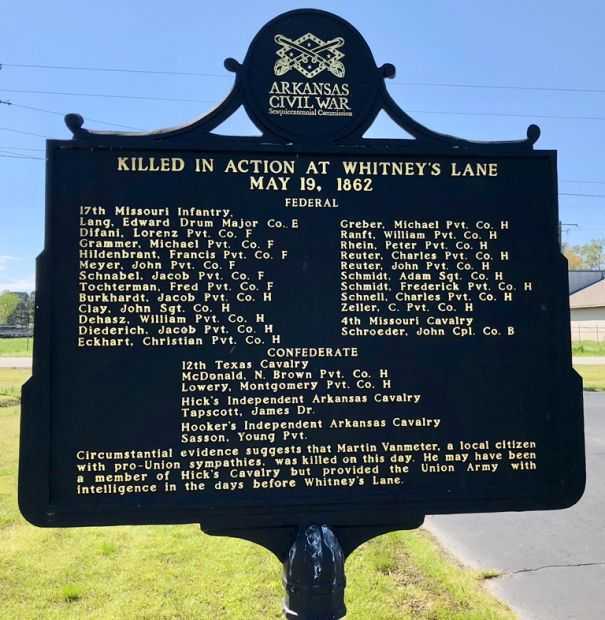 ARKANSAS
CIVIL WAR
Sesquicentennial Commission
KILLED IN ACTION AT WHITNEY'S LANE
MAY 19, 1862
FEDERAL
17th Missouri Infantry
Lang, Edward Drum Major Co. E
Difani, Lorenz Pvt. Co. F
Grammer, Michael Pvt. Co. F
Hildenbrant, Francis Pvt. Co. F
Meyer, John Pvt. Co. F
Schnabel, Jacob Pvt. Co. F
Tochterman, Fred Pvt. Co. F
Burkhardt, Jacob Pvt. Co. H
Clay, John Sgt. Co. H
Dehasz, William Pvt. Co. H
Diederich, Jacob Pvt. Co. H
Eckhart, Christian Pvt. Co. H
Greber, Michael Pvt. Co. H
Ranft, William Pvt. Co. H
Rhein, Peter Pvt. Co. H
Reuter, Charles Pvt. Co. H
Reuter, John Pvt. Co. H
Schmidt, Adam Sgt. Co. H
Schmidt, Frederick Pvt. Co. H
Schnell, Charles Pvt. Co. H
Zeller, C. Pvt. Co. H
4th Missouri Cavalry
Schroeder, John Cpl. Co. B
CONFEDERATE
12th Texas Cavalry
McDonald, N. Brown Pvt. Co. H
Lowery, Montgomery Pvt. Co. H
Hick's Independent Arkansas Cavalry
Tapscott, James Dr.
Hooker's Independent Arkansas Cavalry
Sasson, Young Pvt.
Circumstantial evidence suggests that Martin Vanmeter, a local citizen
with pro-Union sympathies, was killed on this day. He may have been
a member of Hick's Cavalry but provided the Union Army with
intelligence in the days before Whitney's Lane.